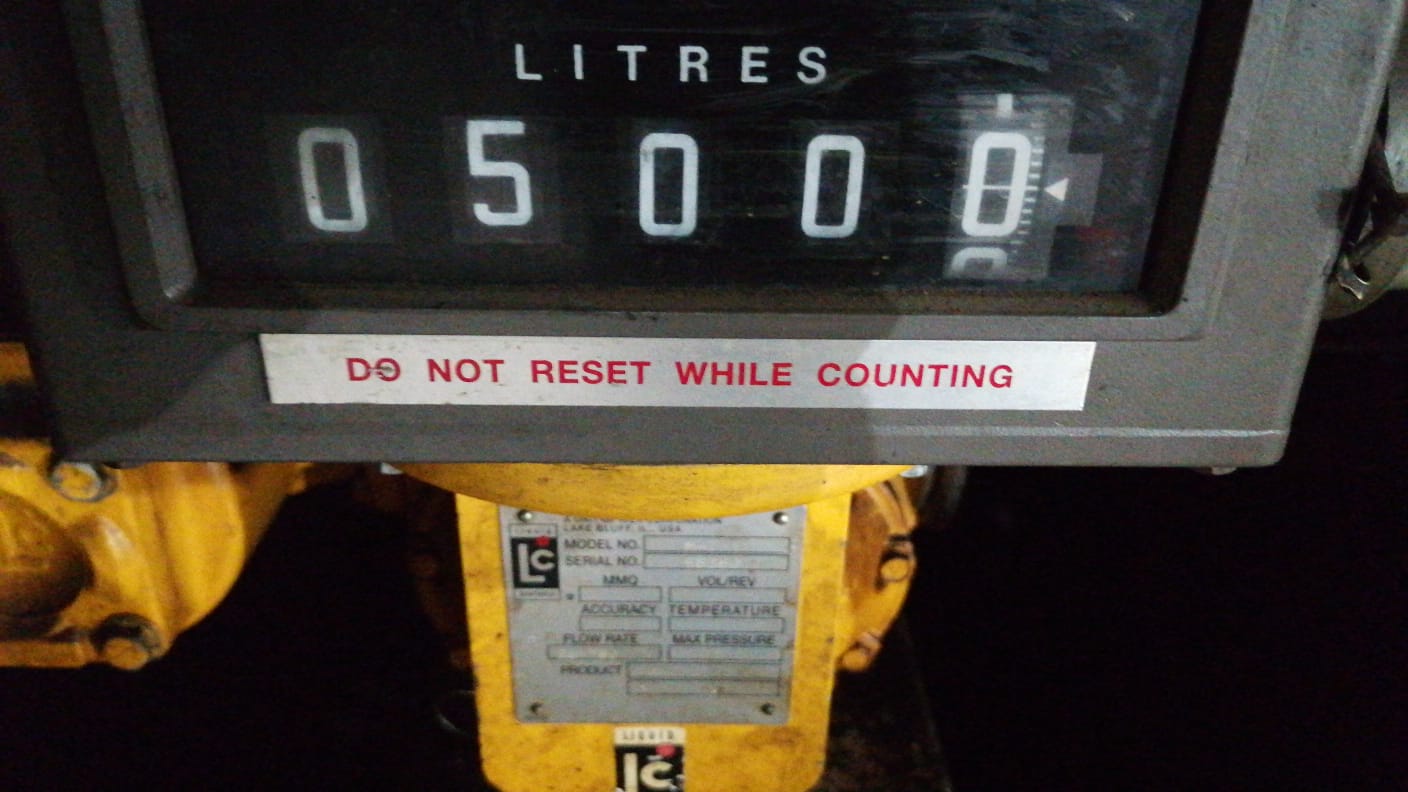 LITRES
05000
DO NOT RESET WHILE COUNTING
LAKE BLUFF, IL., USA
LC
MODEL NO.
SERIAL NO.
MMQ VOL/REV
ACCURACY TEMPERATURE
FLOW RATE MAX PRESSURE
PRODUCT
LIQUID
LC